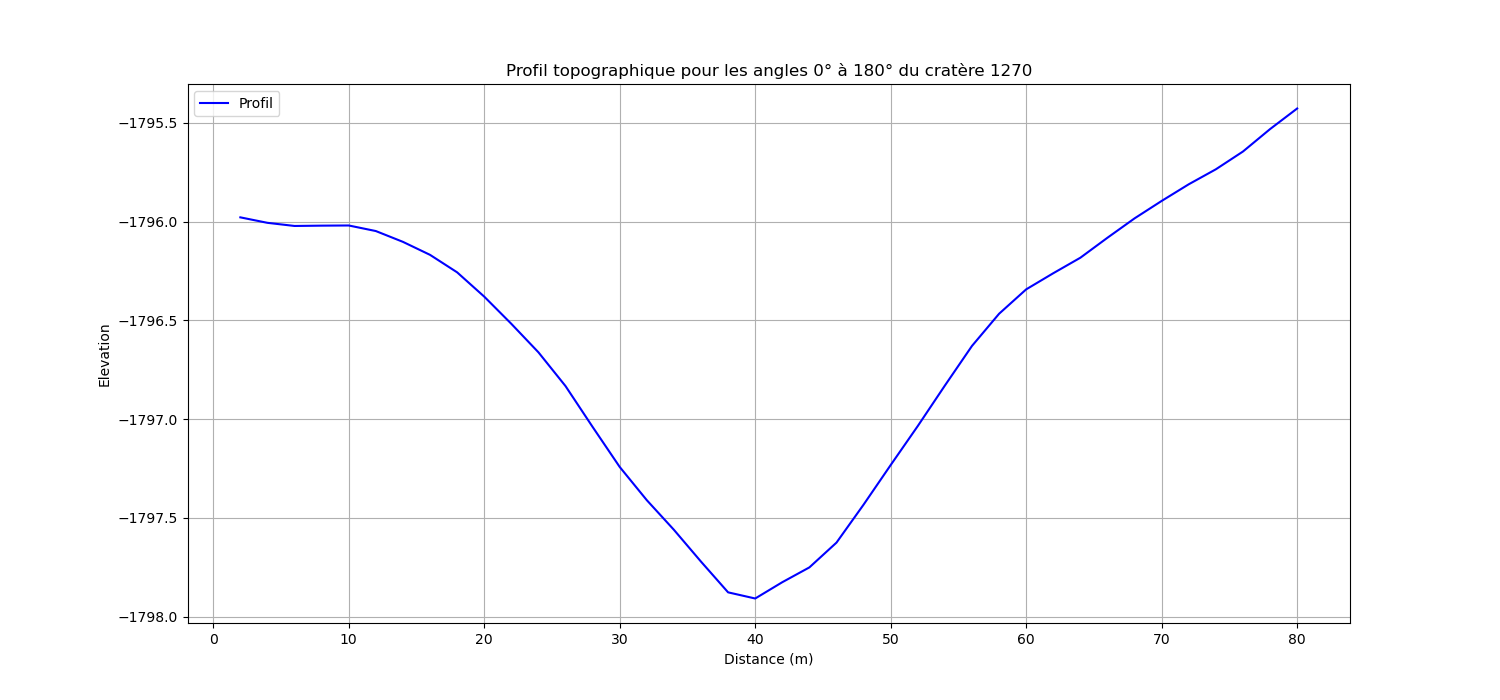 Profil topographique pour les angles 0° à 180° du cratère 1270
Profil
−1795.5
−1796.0
−1796.5
−1797.0
−1797.5
−1798.0
Elevation
0 10 20 30 40 50 60 70 80
Distance (m)